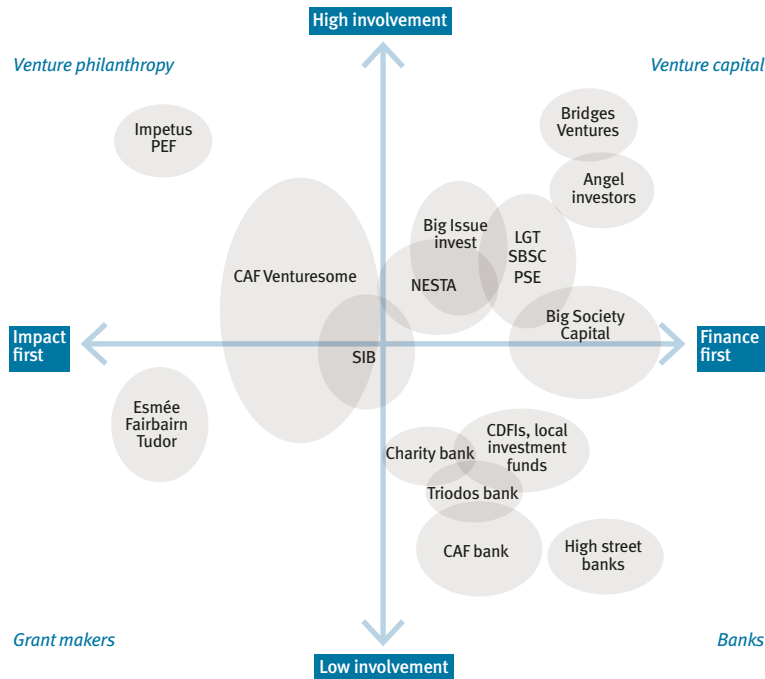 High involvement
Venture philanthropy
Venture capital
Impetus
PEF
Bridges
Ventures
Angel
investors
Big Issue
invest
LGT
SBSC
PSE
CAF Venturesome
NESTA
Big Society
Capital
Impact
first
Finance
first
SIB
Esmée
Fairbairn
Tudor
CDFIs, local
investment
funds
Charity bank
Triodos bank
CAF bank
High street
banks
Grant makers
Banks
Low involvement